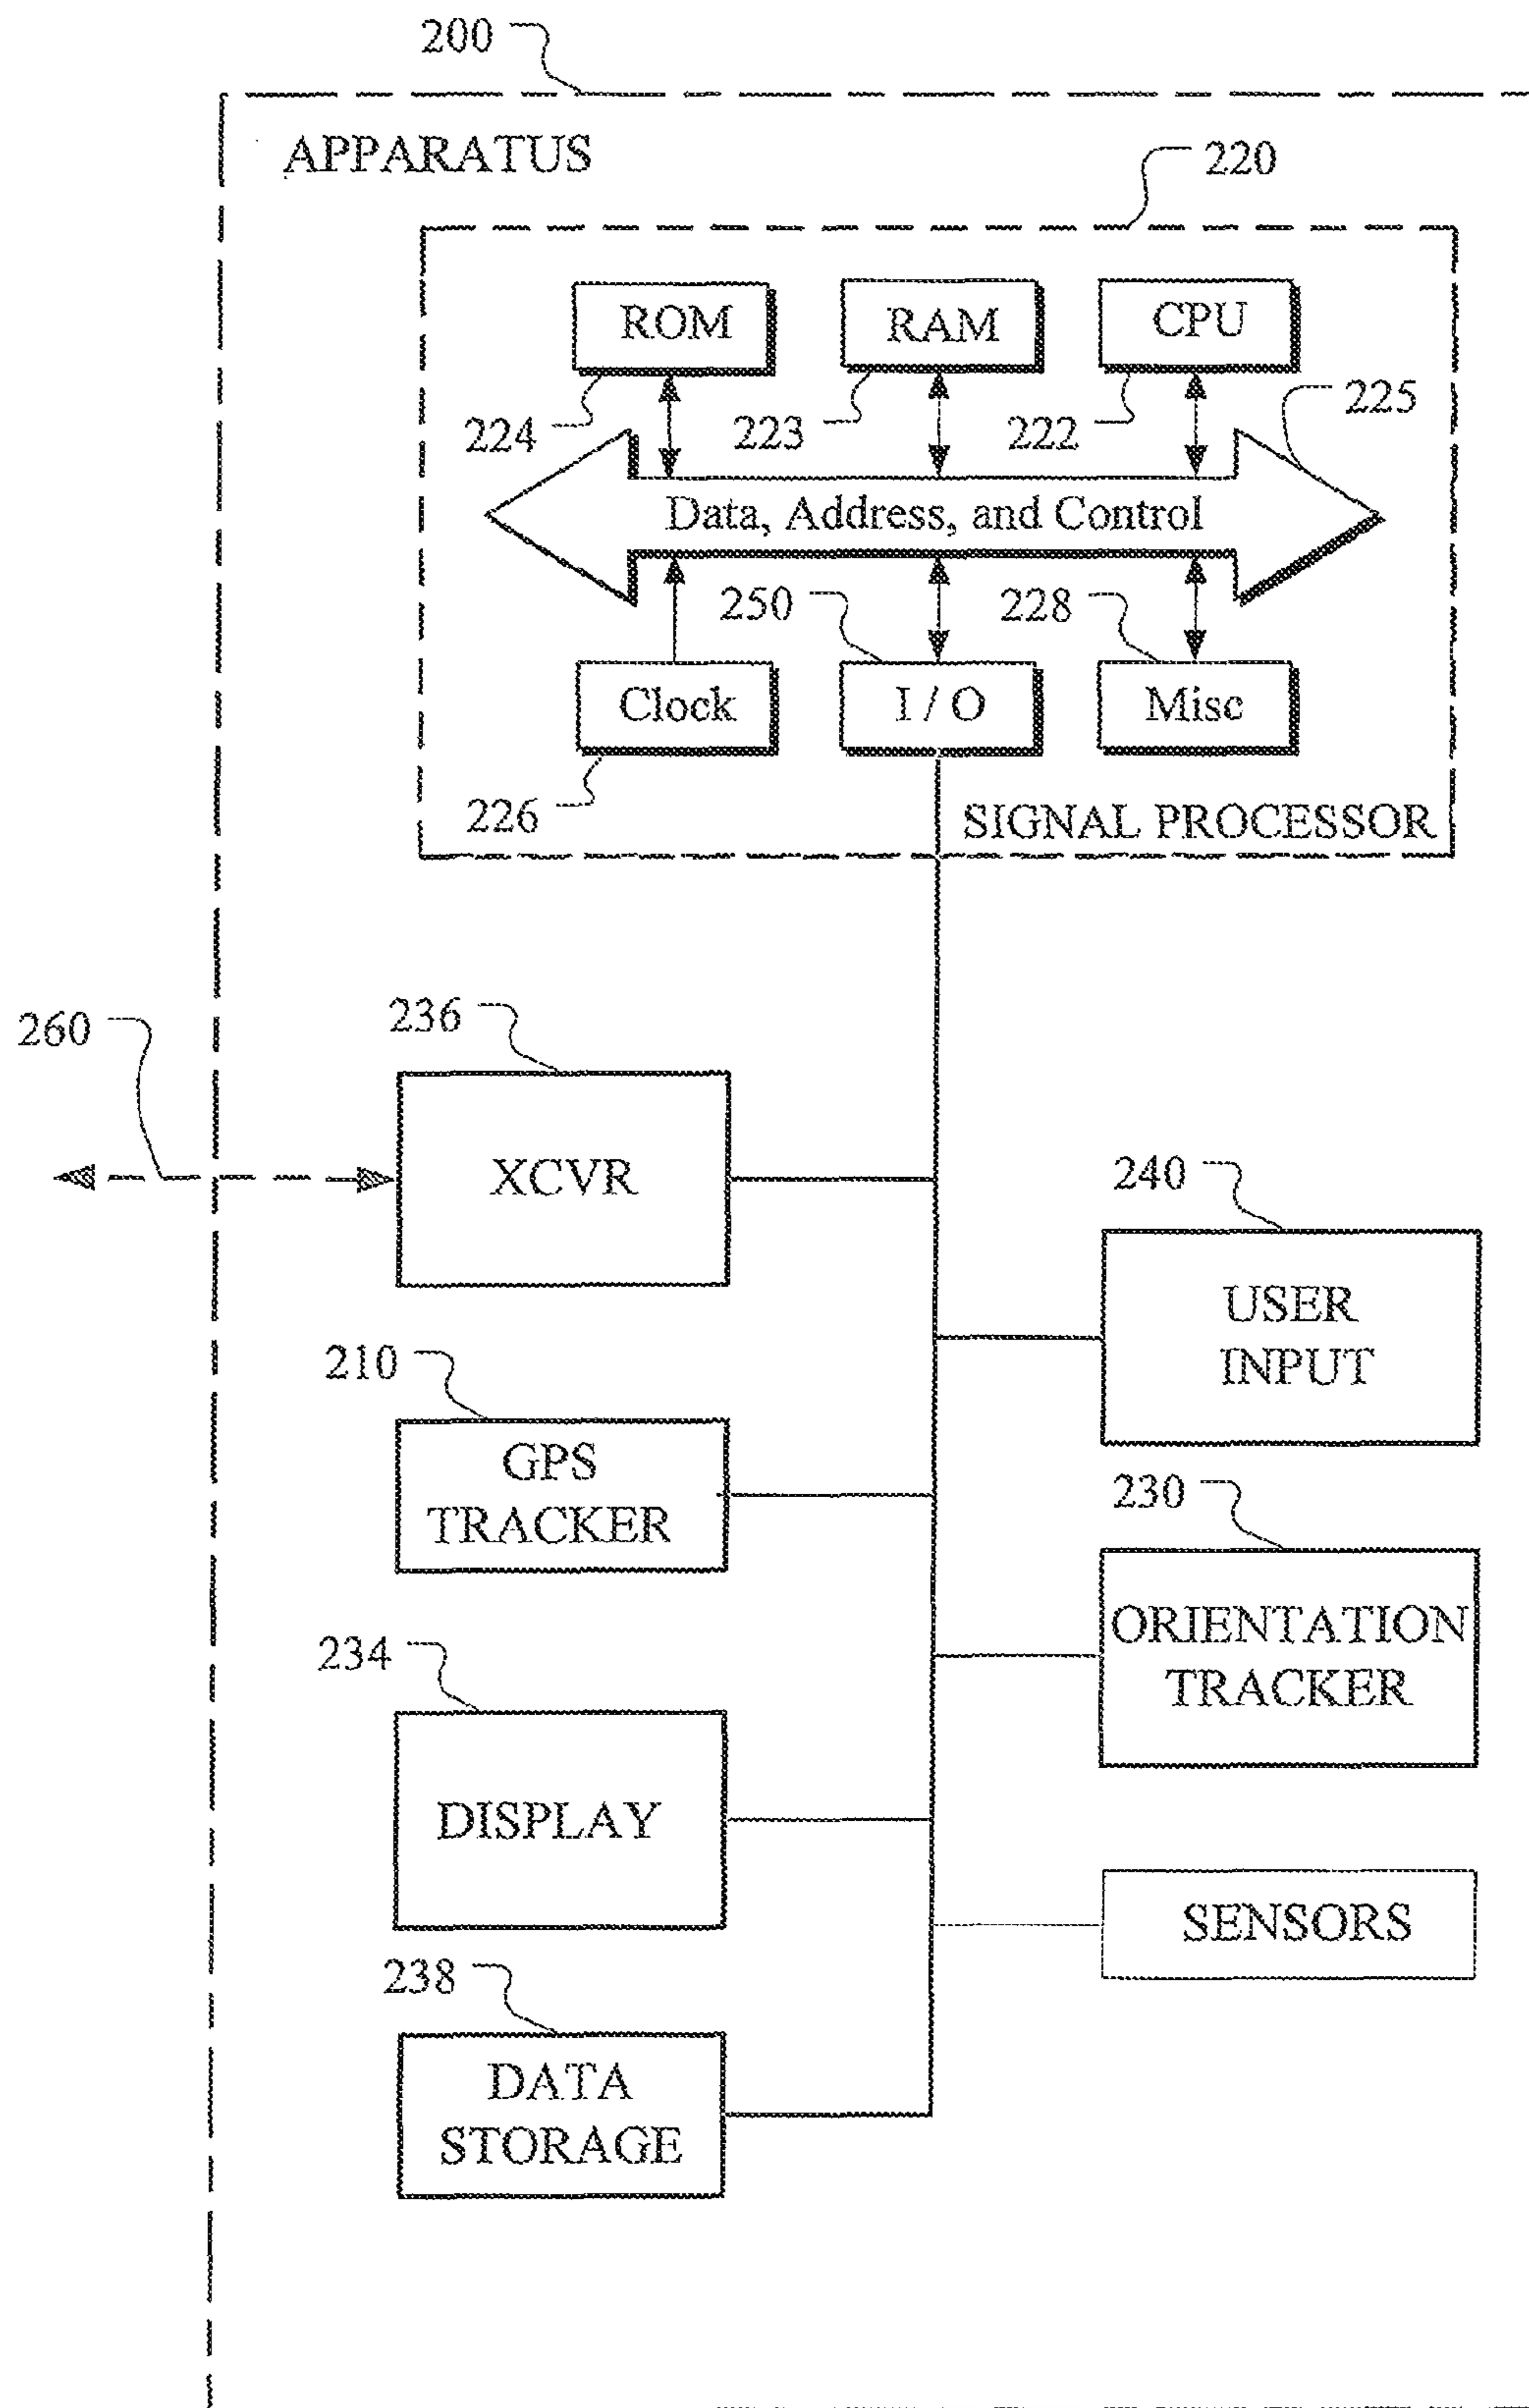 200
APPARATUS
220
ROM
RAM
CPU
224
223
222
225
Data, Address, and Control
250
228
Clock
I / O
Misc
226
SIGNAL PROCESSOR
236
260
XCVR
240
USER
INPUT
210
GPS
TRACKER
230
ORIENTATION
TRACKER
234
DISPLAY
SENSORS
238
DATA
STORAGE